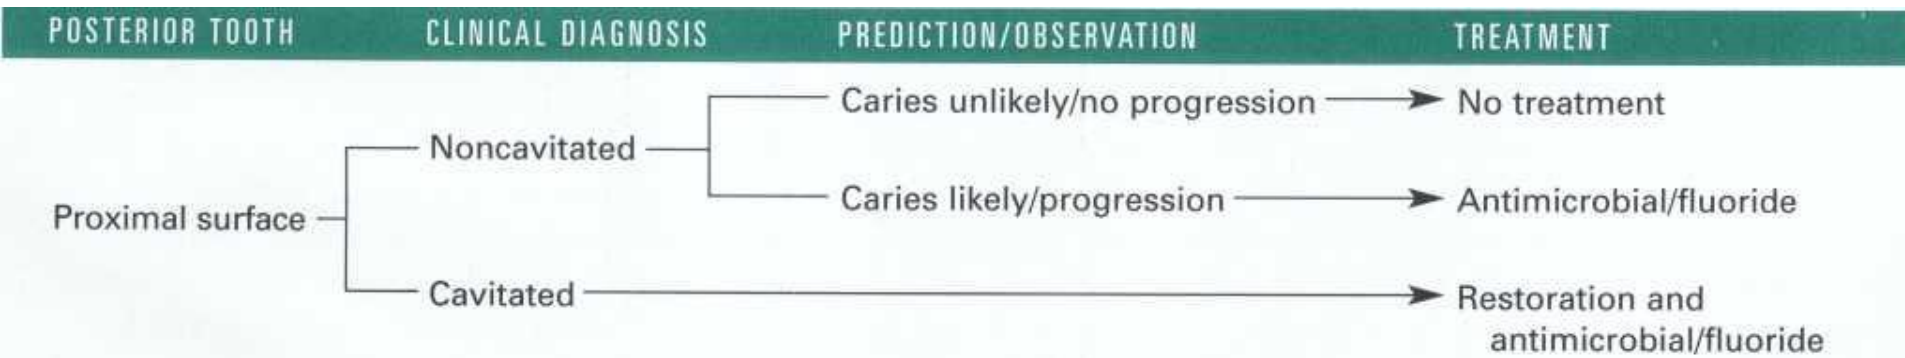 POSTERIOR TOOTH CLINICAL DIAGNOSIS PREDICTION/OBSERVATION TREATMENT
Caries unlikely/no progression No treatment
Noncavitated
Caries likely/progression Antimicrobial/fluoride
Proximal surface
Cavitated Restoration and
antimicrobial/fluoride